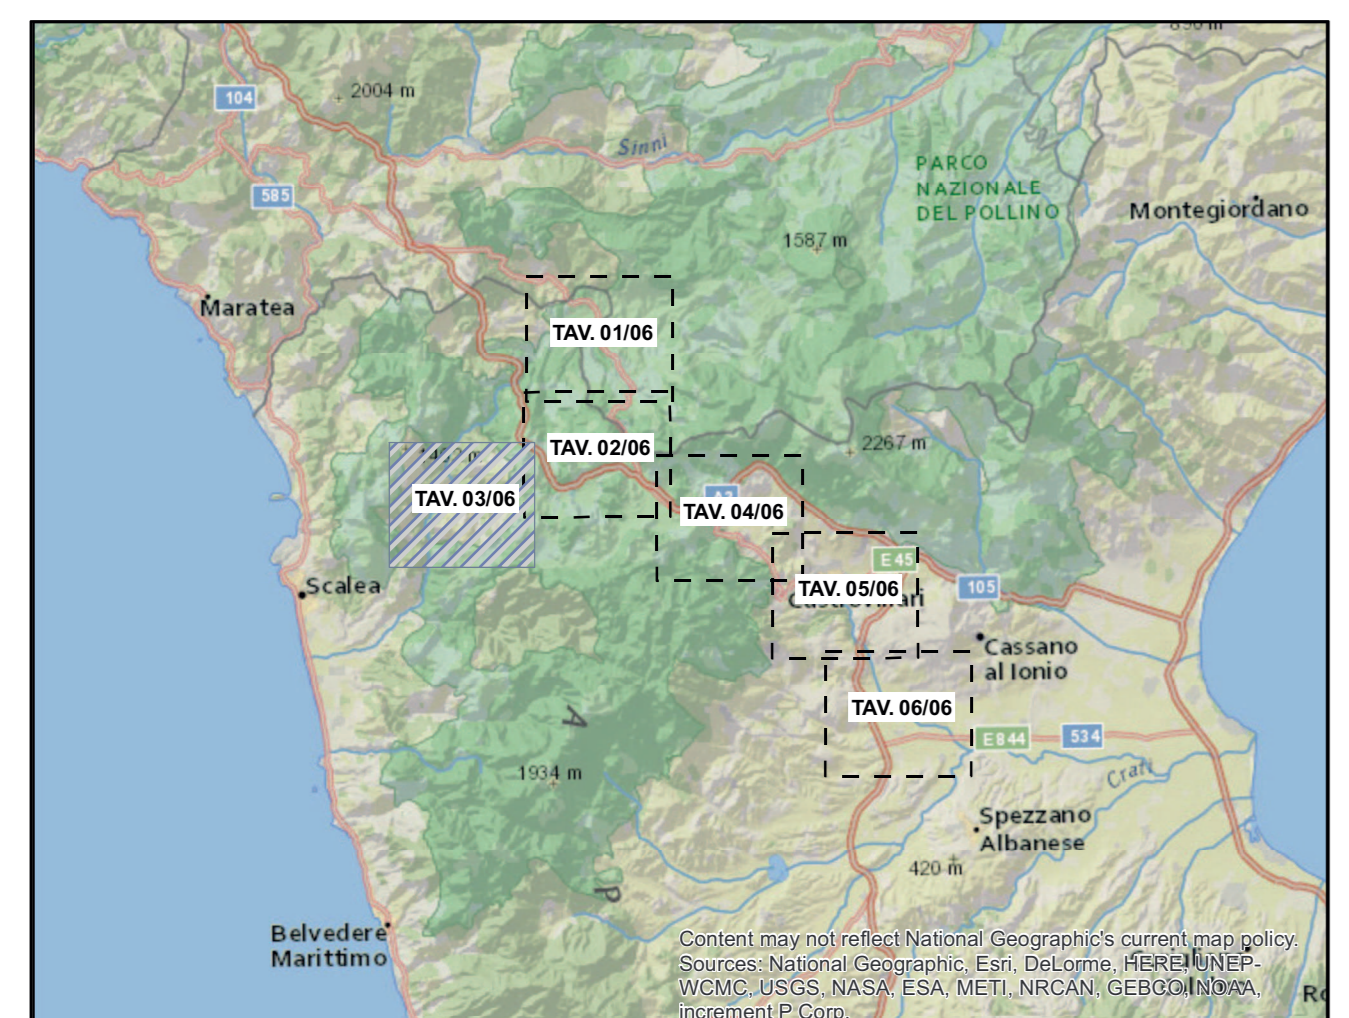 104
2004 m
Sinni
585
PARCO
NAZIONALE
DEL POLLINO
Montegiordano
1587 m
Maratea
TAV. 01/06
TAV. 02/06
2267 m
TAV. 03/06
TAV. 04/06
E45
TAV. 05/06
105
Scalea
Cassano
al Ionio
TAV. 06/06
A
E844
534
1934 m
Crati
Spezzano
Albanese
420 m
P
Belvedere
Marittimo
Content may not reflect National Geographic's current map policy.
Sources: National Geographic, Esri, DeLorme, HERE, UNEP-
WCMC, USGS, NASA, ESA, METI, NRCAN, GEBCO, NOAA,
increment P Corp.